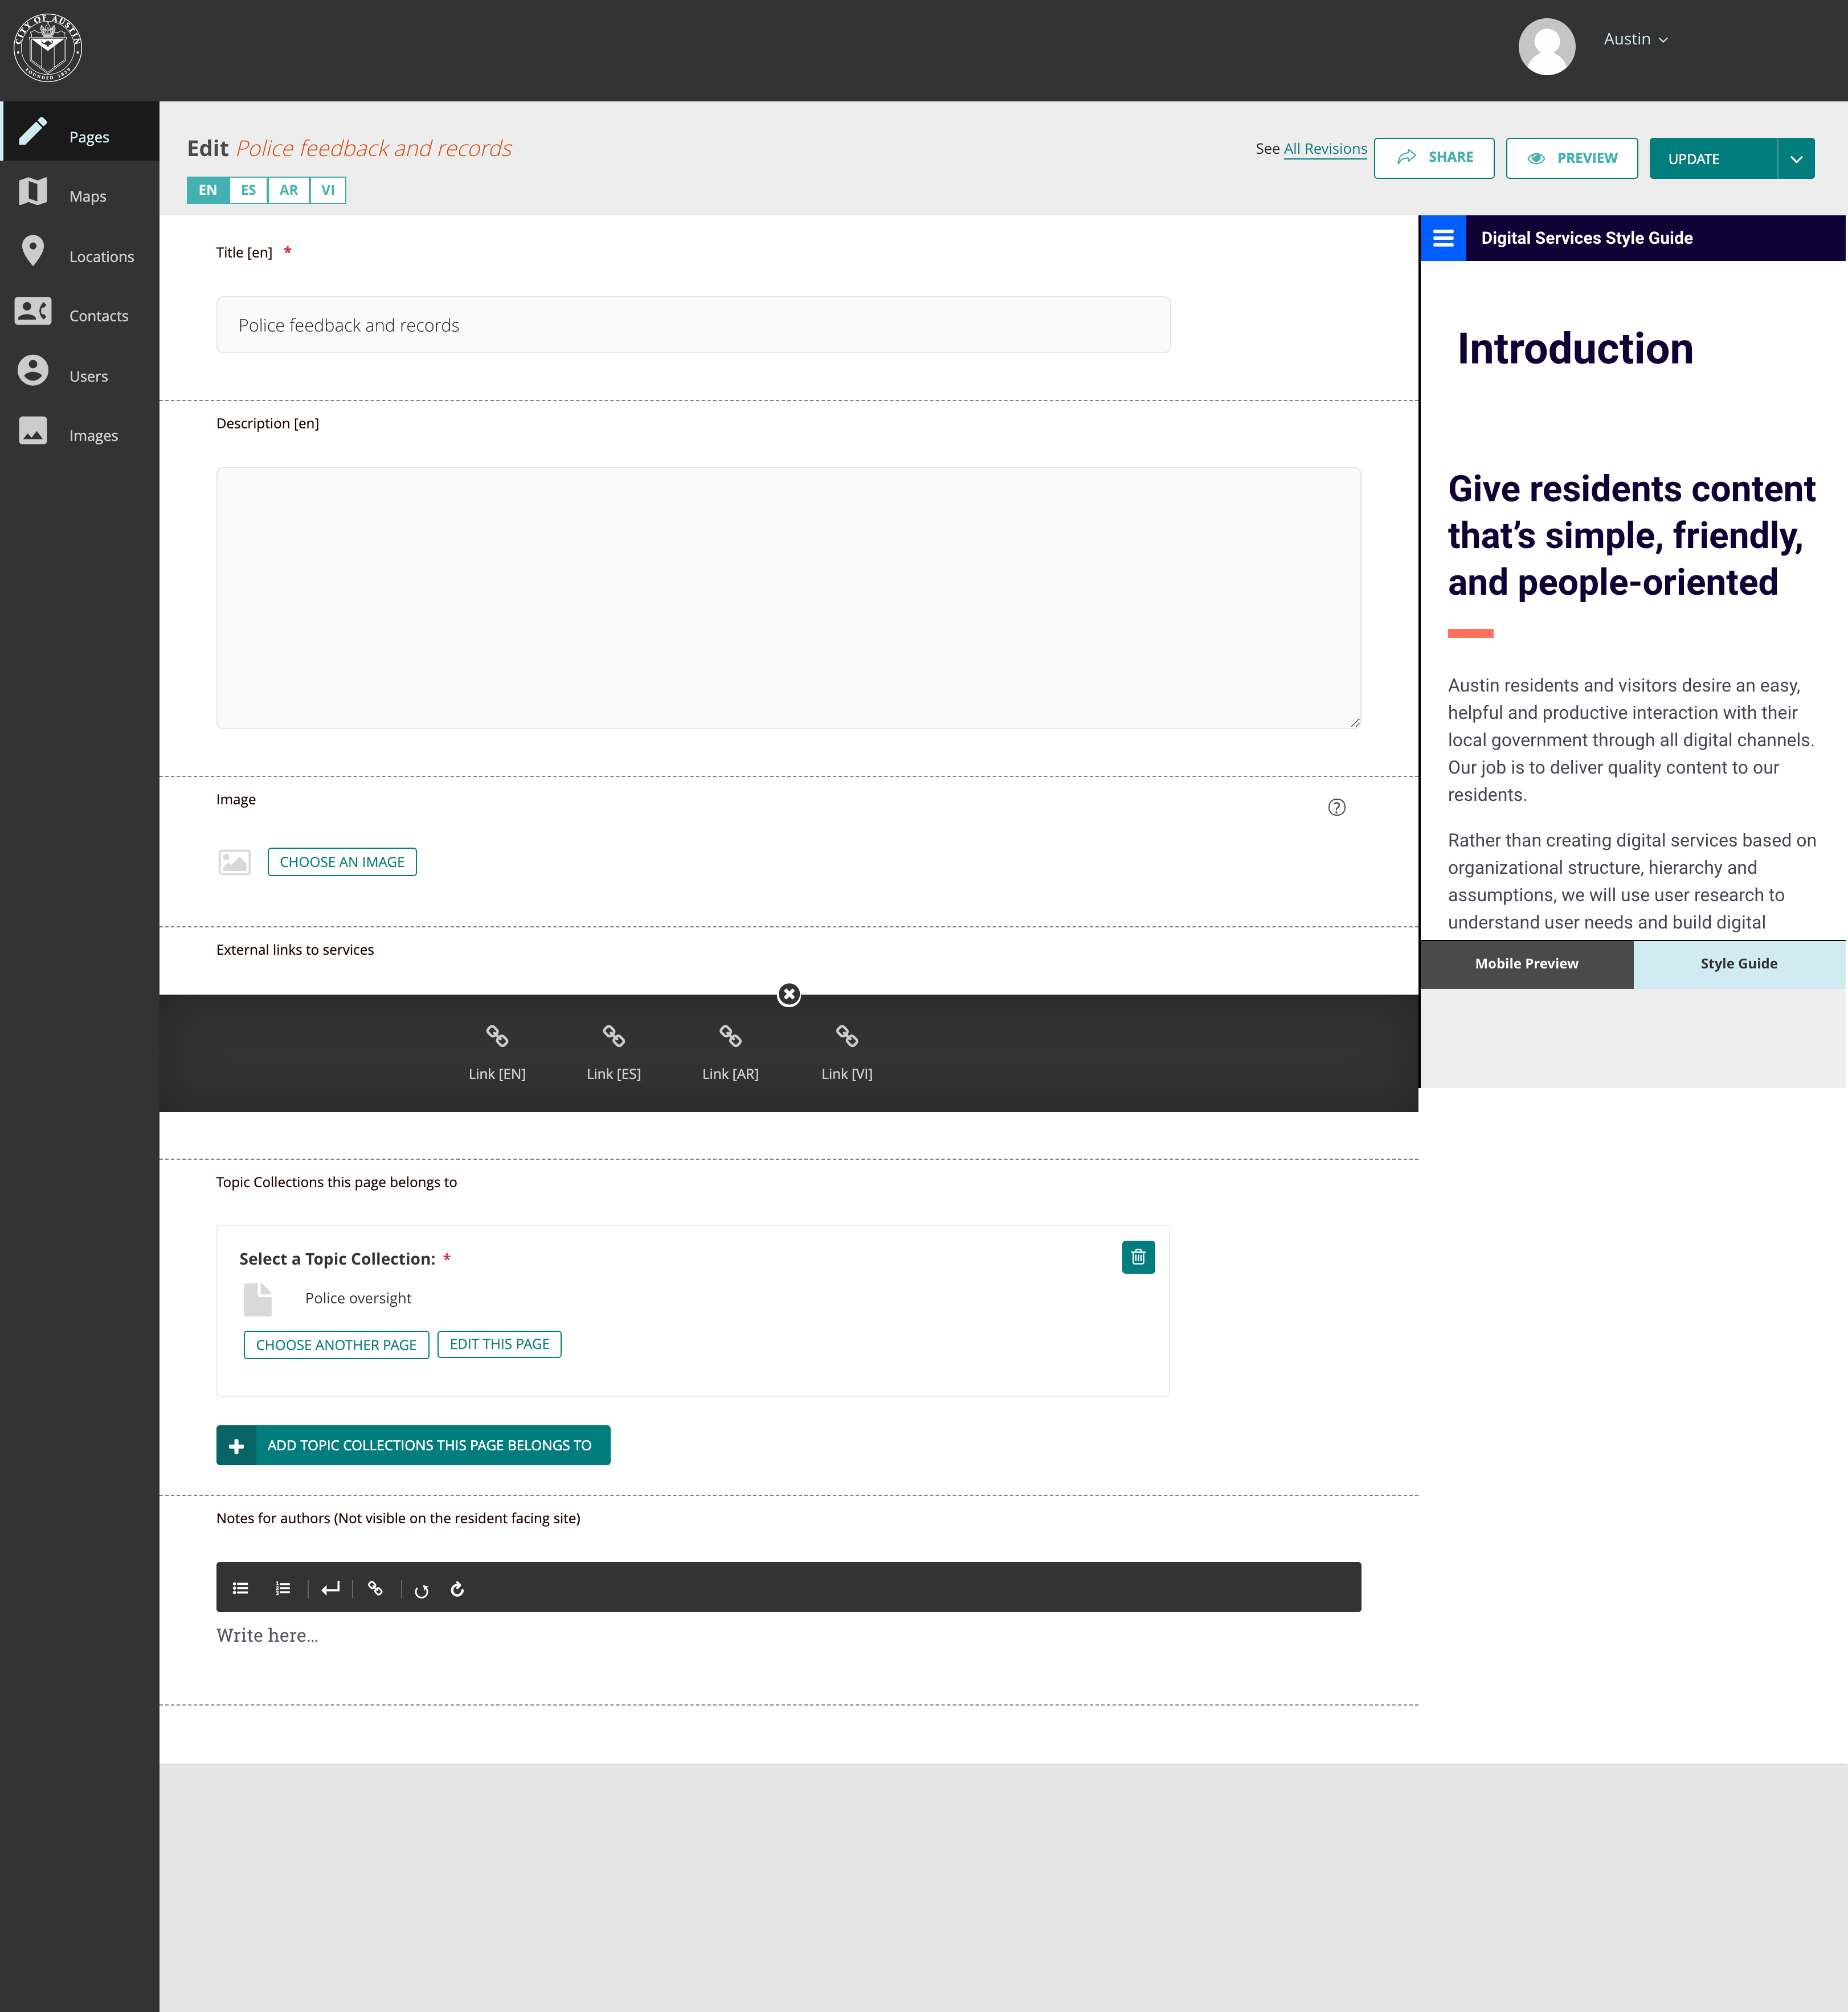 CITY OF AUSTIN
FOUNDED 1839
Austin
Pages
Maps
Locations
Contacts
Users
Images
Edit Police feedback and records
EN ES AR VI
See All Revisions
SHARE
PREVIEW
UPDATE
Title [en] *
Police feedback and records
Description [en]
Image
?
CHOOSE AN IMAGE
External links to services
Link [EN] Link [ES] Link [AR] Link [VI]
Topic Collections this page belongs to
Select a Topic Collection: *
Police oversight
CHOOSE ANOTHER PAGE EDIT THIS PAGE
ADD TOPIC COLLECTIONS THIS PAGE BELONGS TO
Notes for authors (Not visible on the resident facing site)
Write here…
Digital Services Style Guide
Introduction
Give residents content
that’s simple, friendly,
and people-oriented
Austin residents and visitors desire an easy,
helpful and productive interaction with their
local government through all digital channels.
Our job is to deliver quality content to our
residents.
Rather than creating digital services based on
organizational structure, hierarchy and
assumptions, we will use user research to
understand user needs and build digital
Mobile Preview Style Guide